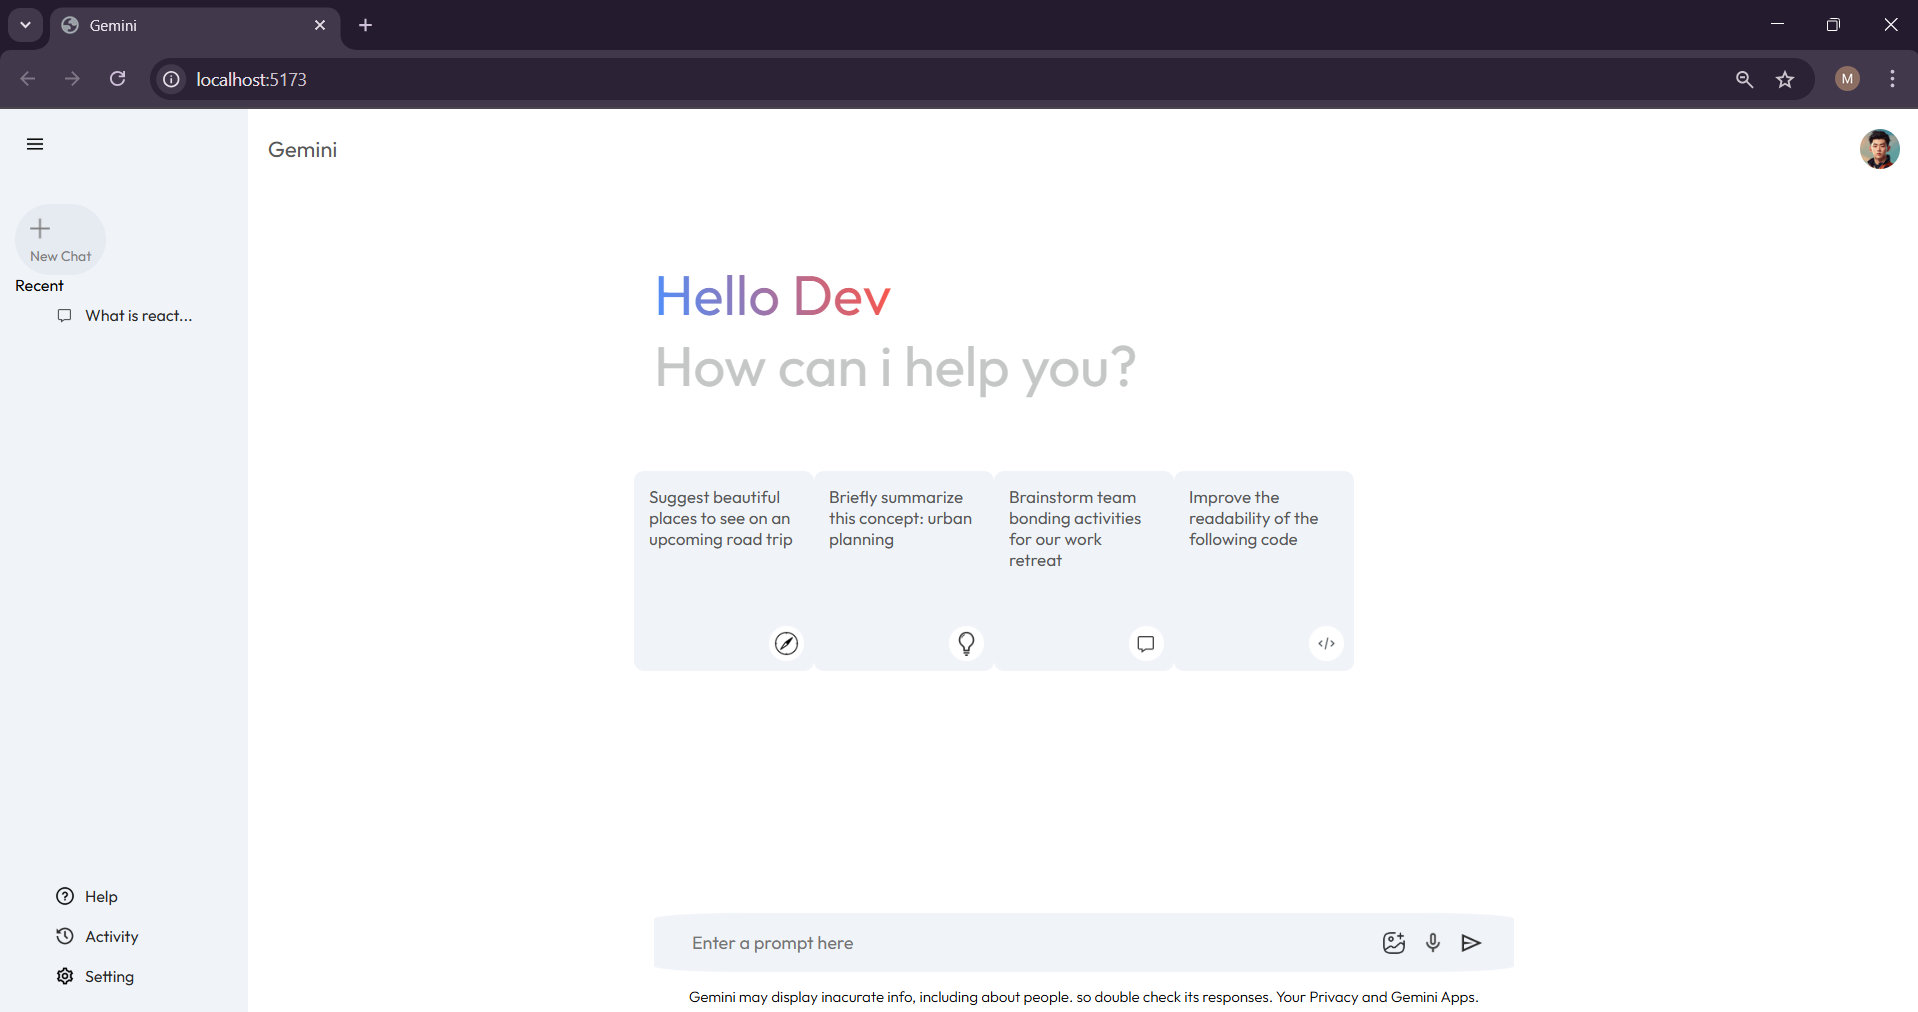 Gemini
localhost:5173
M
Gemini
New Chat
Recent
What is react...
Hello Dev
How can i help you?
Suggest beautiful
places to see on an
upcoming road trip
Briefly summarize
this concept: urban
planning
Brainstorm team
bonding activities
for our work
retreat
Improve the
readability of the
following code
Help
Activity
Setting
Enter a prompt here
Gemini may display inacurate info, including about people. so double check its responses. Your Privacy and Gemini Apps.